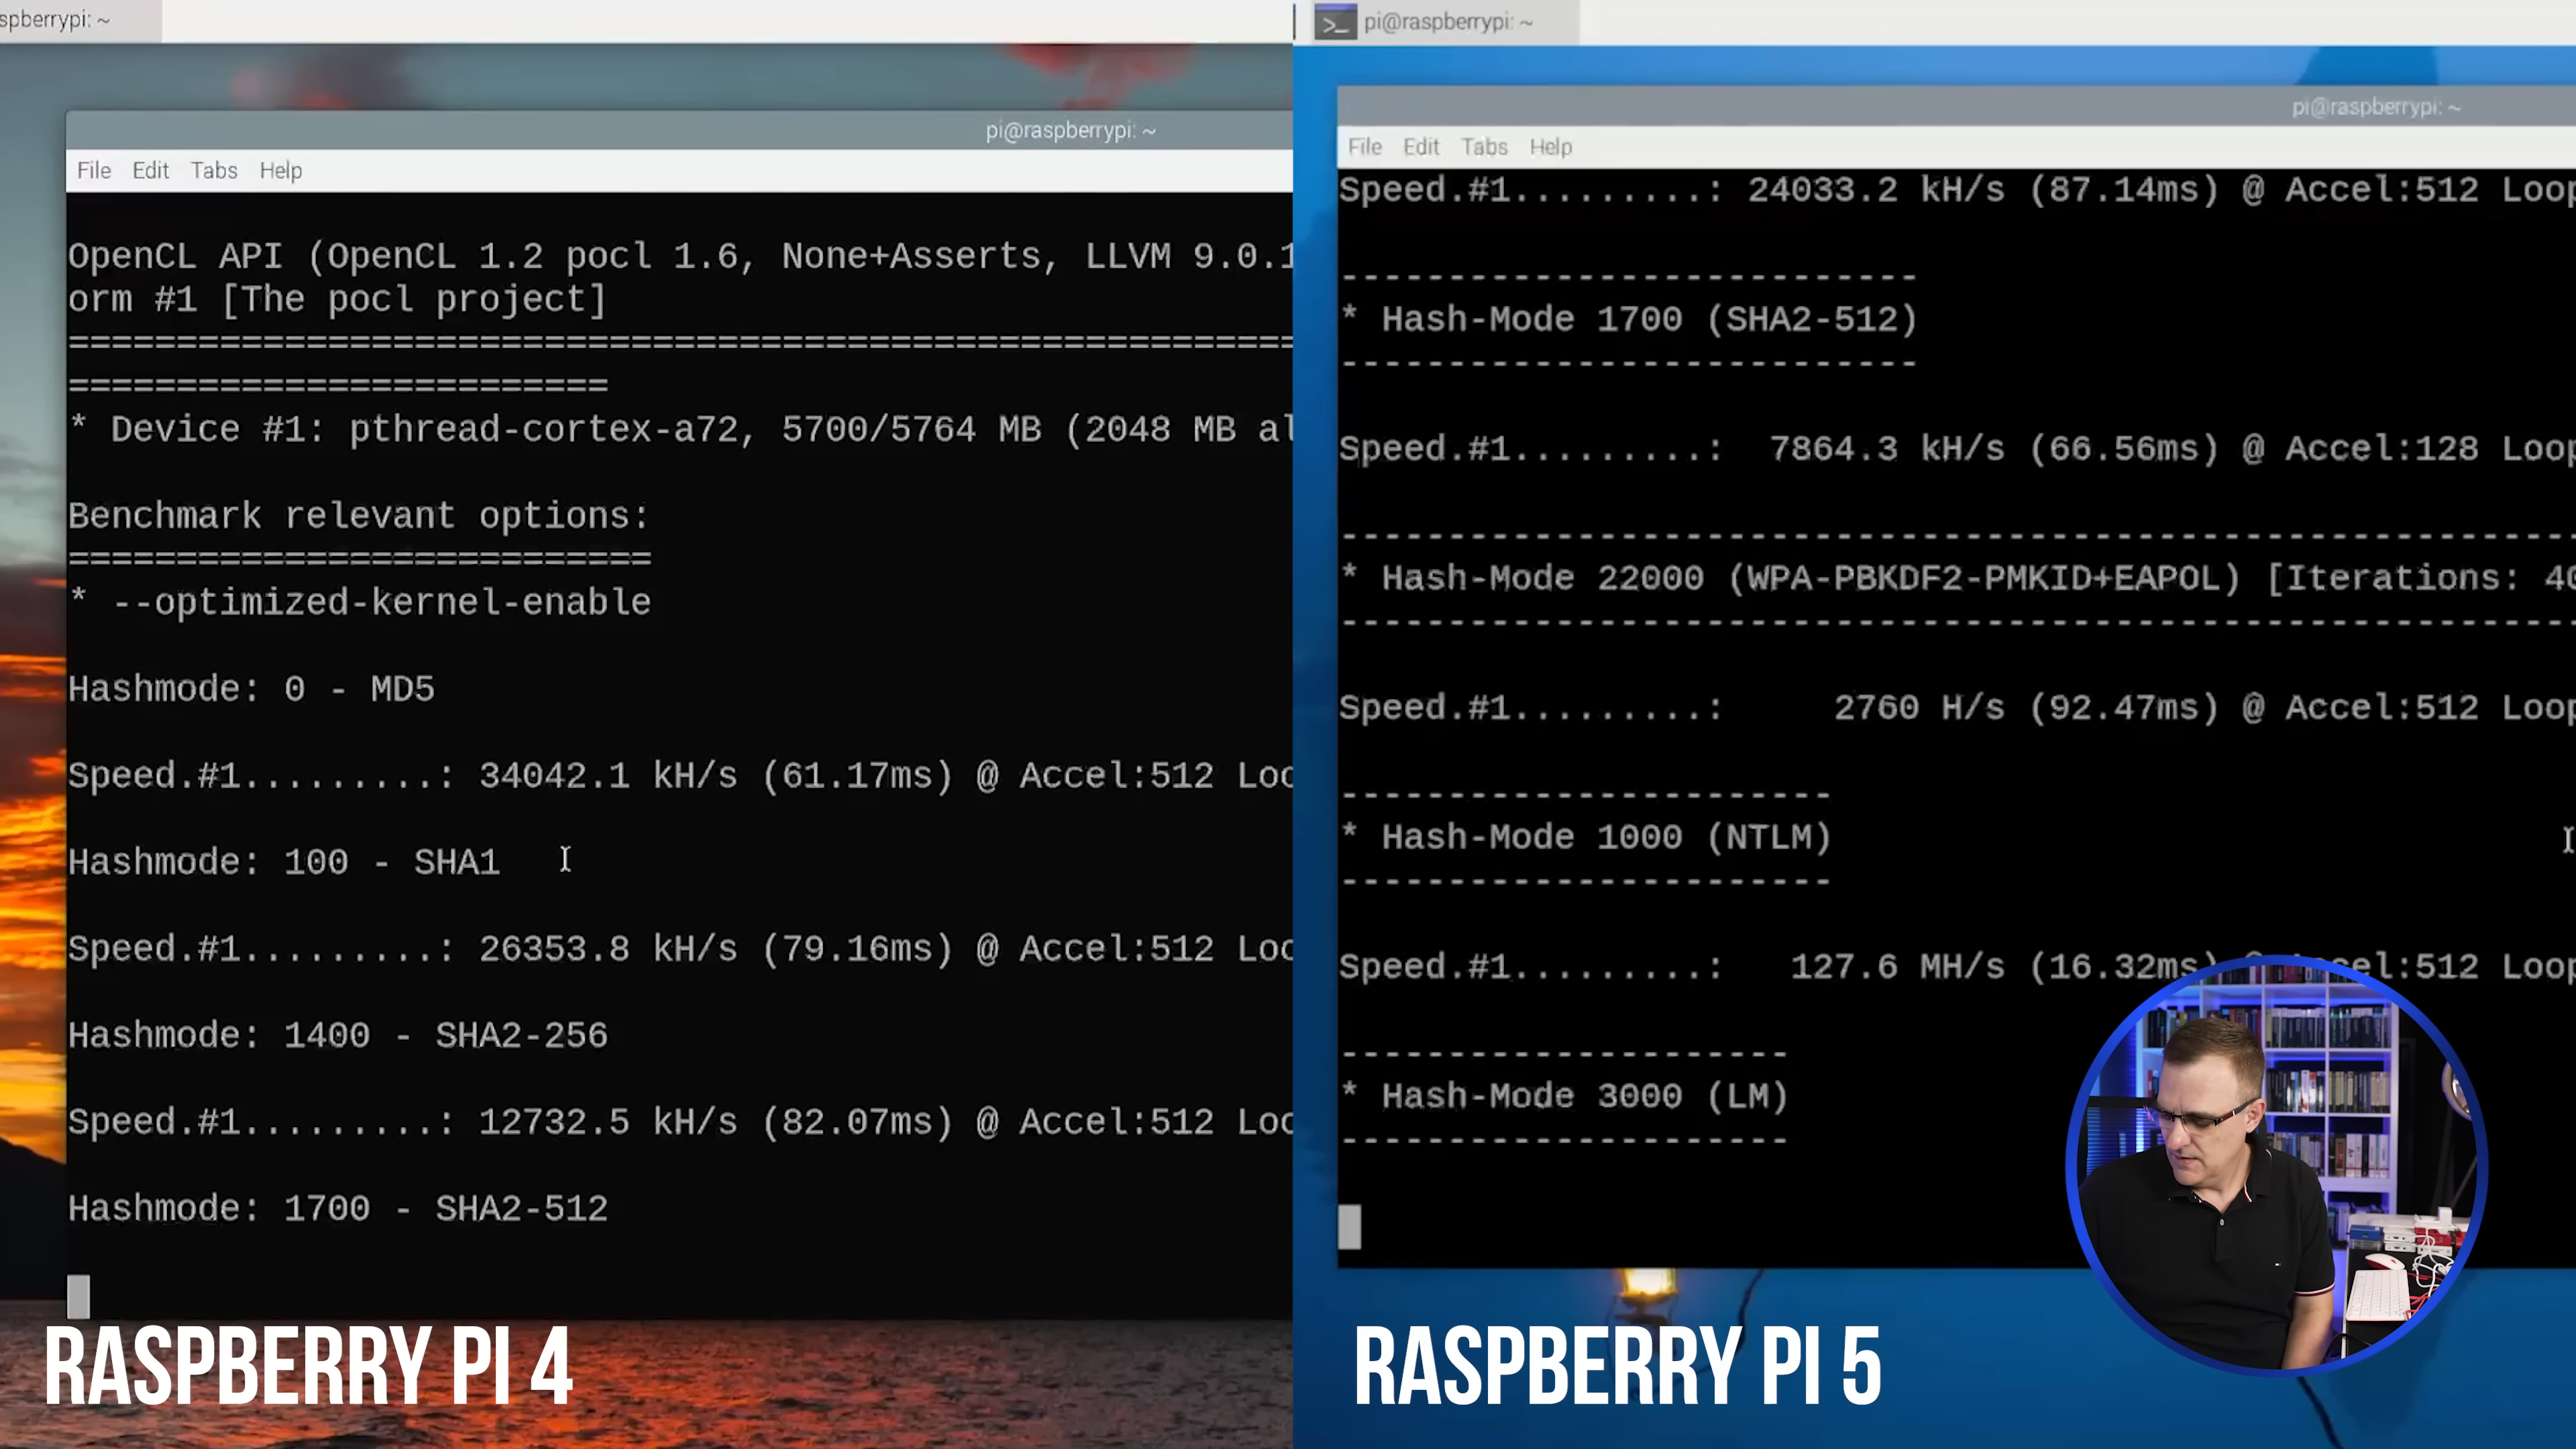 spberrypi: ~
pi@raspberrypi: ~
File Edit Tabs Help
OpenCL API (OpenCL 1.2 pocl 1.6, None+Asserts, LLVM 9.0.1
orm #1 [The pocl project]
=========================================================
=========================
* Device #1: pthread-cortex-a72, 5700/5764 MB (2048 MB al
Benchmark relevant options:
===========================
* --optimized-kernel-enable
Hashmode: 0 - MD5
Speed.#1.........: 34042.1 kH/s (61.17ms) @ Accel:512 Loo
Hashmode: 100 - SHA1
Speed.#1.........: 26353.8 kH/s (79.16ms) @ Accel:512 Loo
Hashmode: 1400 - SHA2-256
Speed.#1.........: 12732.5 kH/s (82.07ms) @ Accel:512 Loo
Hashmode: 1700 - SHA2-512
RASPBERRY PI 4
>_ pi@raspberrypi: ~
pi@raspberrypi: ~
File Edit Tabs Help
Speed.#1.........: 24033.2 kH/s (87.14ms) @ Accel:512 Loop
---------------------------
* Hash-Mode 1700 (SHA2-512)
---------------------------
Speed.#1.........: 7864.3 kH/s (66.56ms) @ Accel:128 Loop
----------------------------------------------------------
* Hash-Mode 22000 (WPA-PBKDF2-PMKID+EAPOL) [Iterations: 40
----------------------------------------------------------
Speed.#1.........: 2760 H/s (92.47ms) @ Accel:512 Loop
-----------------------
* Hash-Mode 1000 (NTLM)
-----------------------
Speed.#1.........: 127.6 MH/s (16.32ms) el:512 Loop
---------------------
* Hash-Mode 3000 (LM)
---------------------
RASPBERRY PI 5